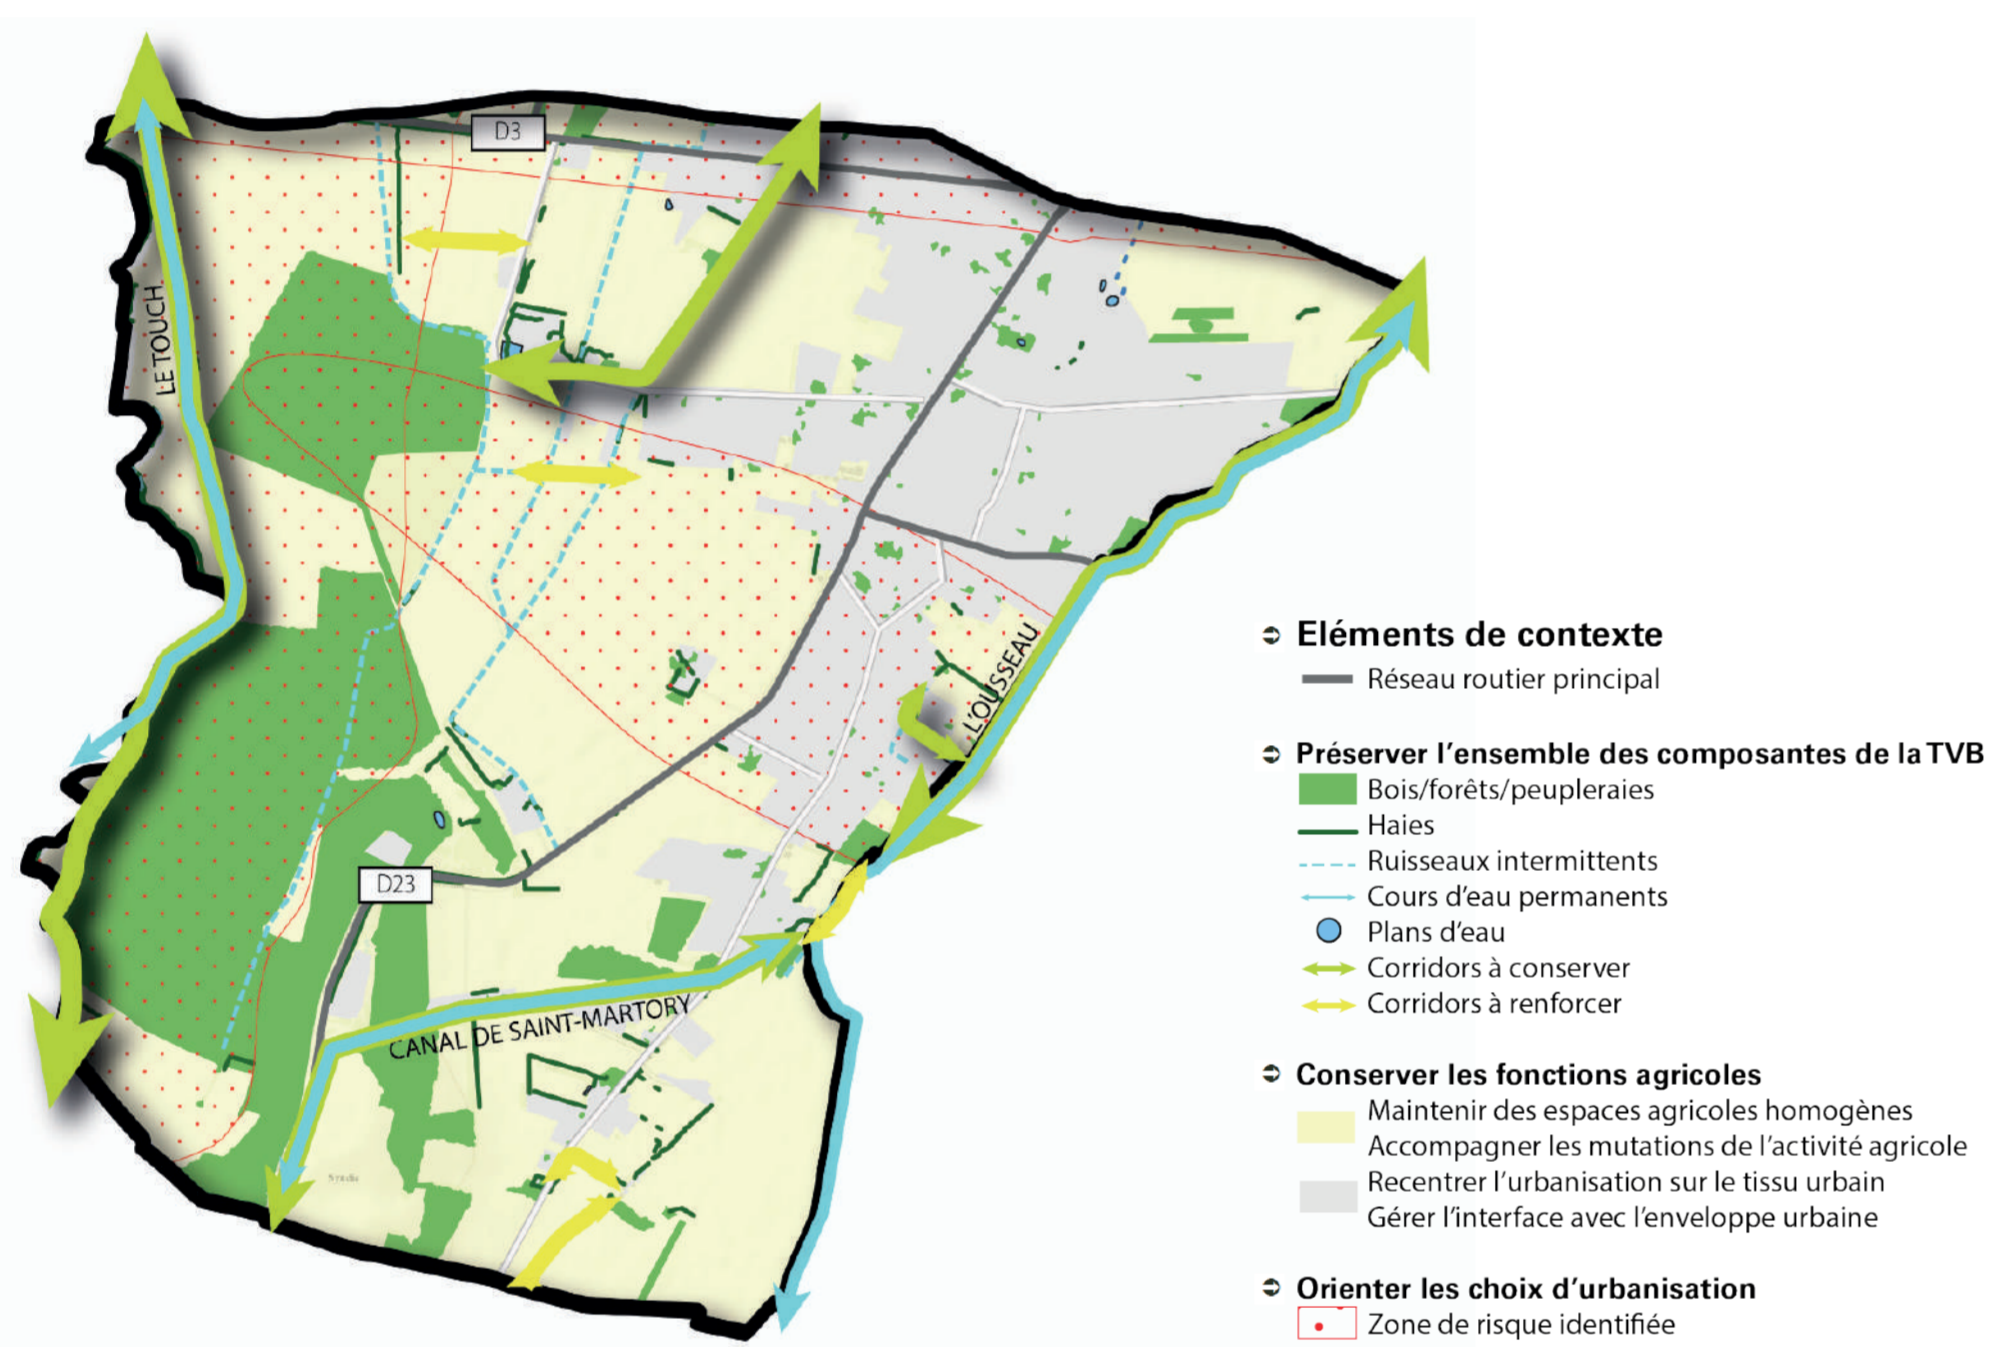 D3
LE TOUCH
L'OUSSEAU
D23
CANAL DE SAINT-MARTORY
Eléments de contexte
Réseau routier principal
Préserver l'ensemble des composantes de la TVB
Bois/forêts/peupleraies
Haies
Ruisseaux intermittents
Cours d'eau permanents
Plans d'eau
Corridors à conserver
Corridors à renforcer
Conserver les fonctions agricoles
Maintenir des espaces agricoles homogènes
Accompagner les mutations de l'activité agricole
Recentrer l'urbanisation sur le tissu urbain
Gérer l'interface avec l'enveloppe urbaine
Orienter les choix d'urbanisation
Zone de risque identifiée